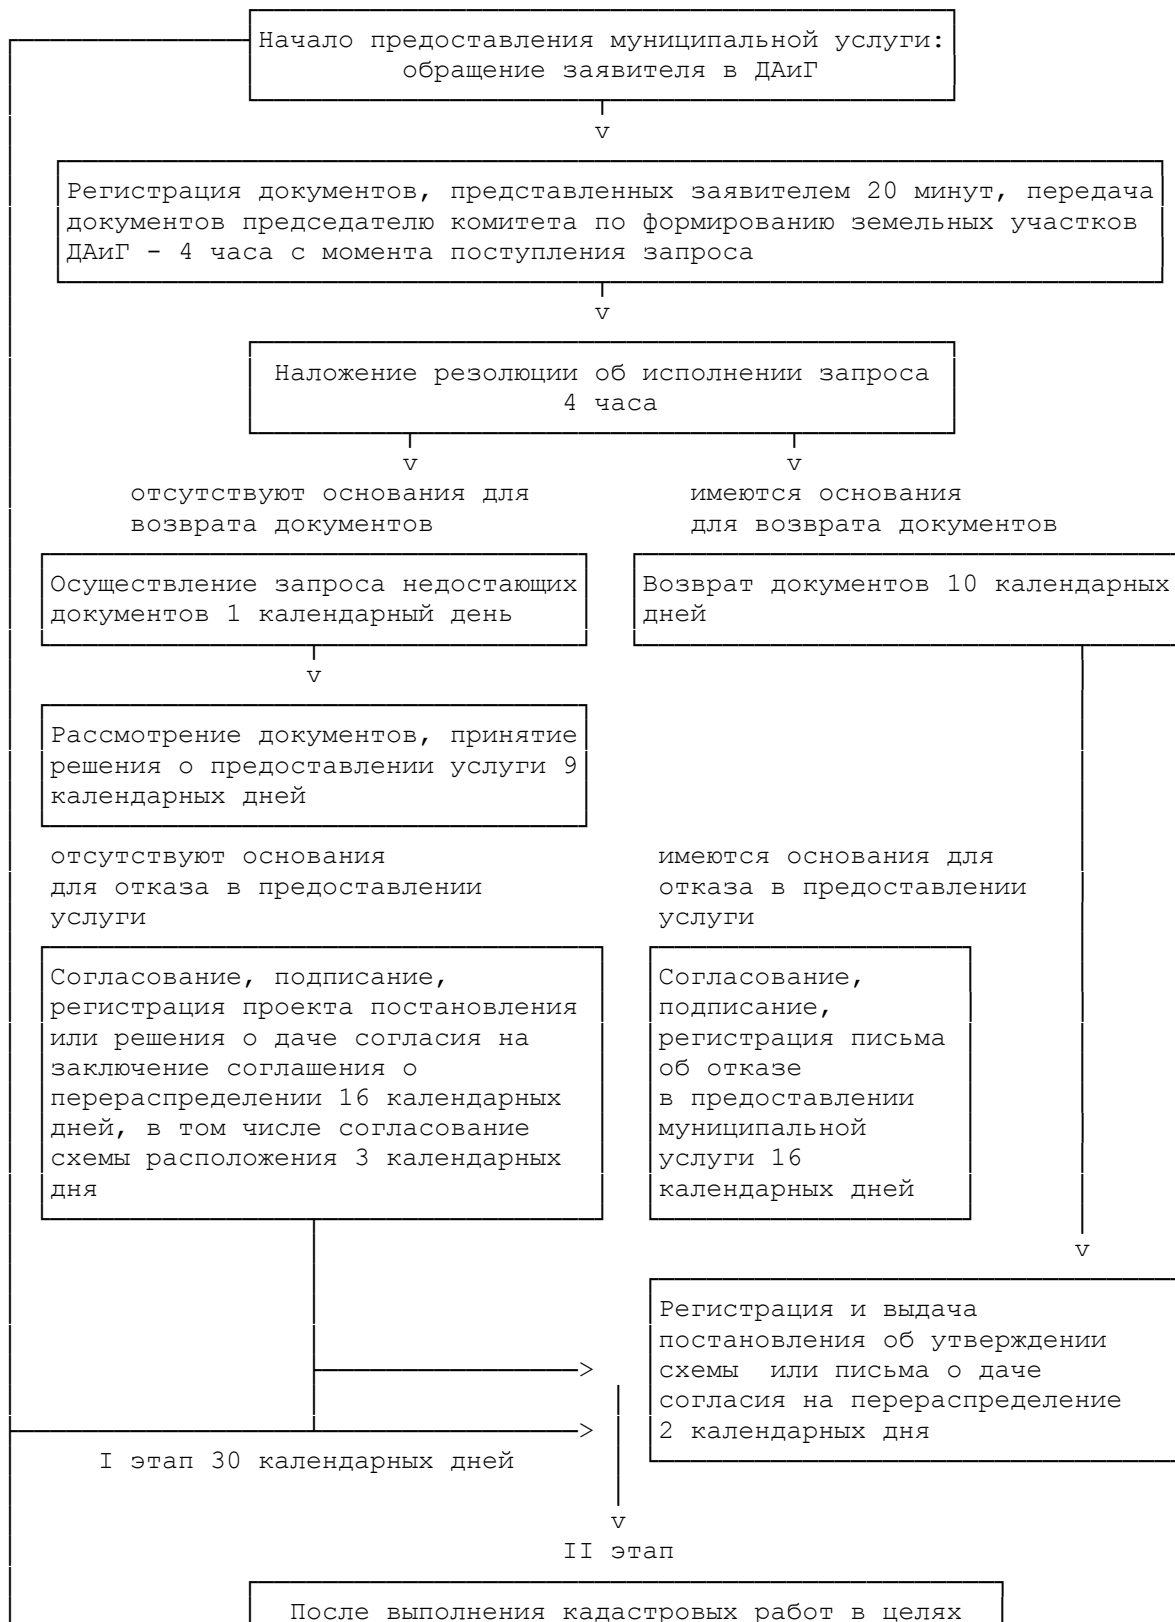 Начало предоставления муниципальной услуги:
обращение заявителя в ДАиГ
v
Регистрация документов, представленных заявителем 20 минут, передача
документов председателю комитета по формированию земельных участков
ДАиГ - 4 часа с момента поступления запроса
v
Наложение резолюции об исполнении запроса
4 часа
v
v
отсутствуют основания для
возврата документов
имеются основания
для возврата документов
Осуществление запроса недостающих
документов 1 календарный день
Возврат документов 10 календарных
дней
v
Рассмотрение документов, принятие
решения о предоставлении услуги 9
календарных дней
отсутствуют основания
для отказа в предоставлении
услуги
имеются основания для
отказа в предоставлении
услуги
Согласование, подписание,
регистрация проекта постановления
или решения о даче согласия на
заключение соглашения о
перераспределении 16 календарных
дней, в том числе согласование
схемы расположения 3 календарных
дня
Согласование,
подписание,
регистрация письма
об отказе
в предоставлении
муниципальной
услуги 16
календарных дней
v
Регистрация и выдача
постановления об утверждении
схемы  или письма о даче
согласия на перераспределение
2 календарных дня
>
>
I этап 30 календарных дней
v
II этап
После выполнения кадастровых работ в целях